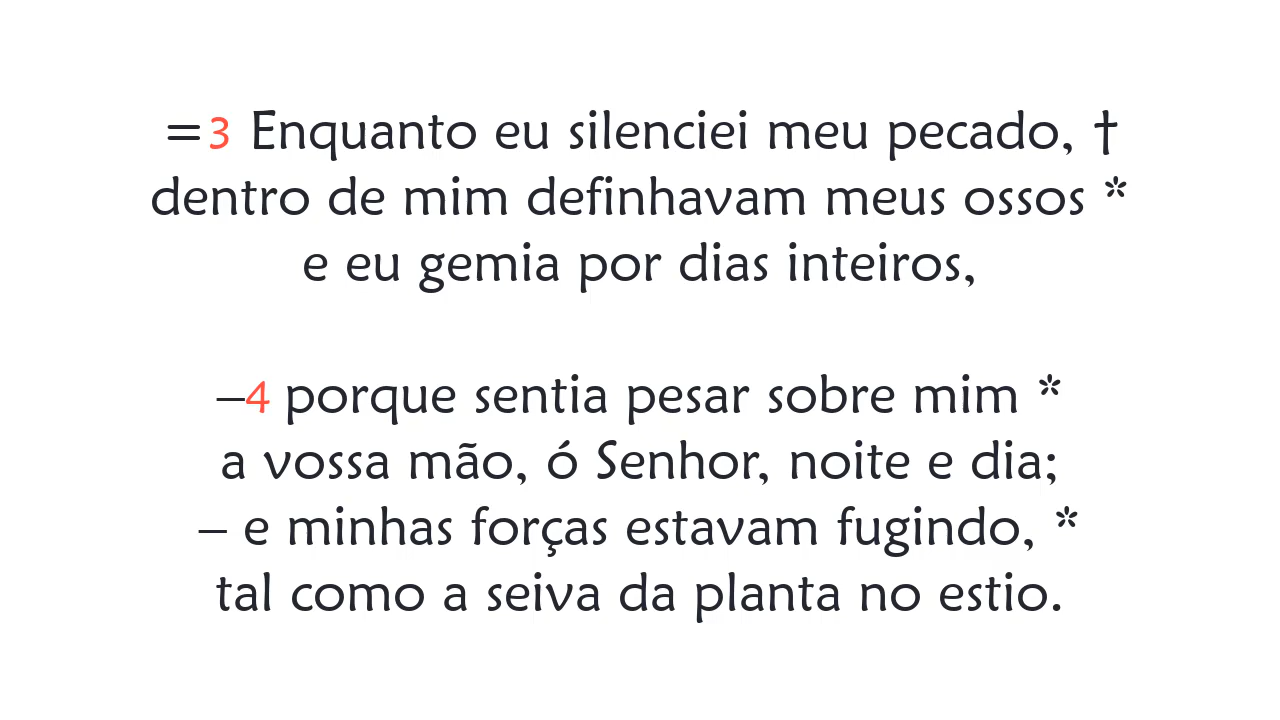 =3 Enquanto eu silenciei meu pecado, †
dentro de mim definhavam meus ossos *
e eu gemia por dias inteiros,
–4 porque sentia pesar sobre mim *
a vossa mão, ó Senhor, noite e dia;
– e minhas forças estavam fugindo, *
tal como a seiva da planta no estio.